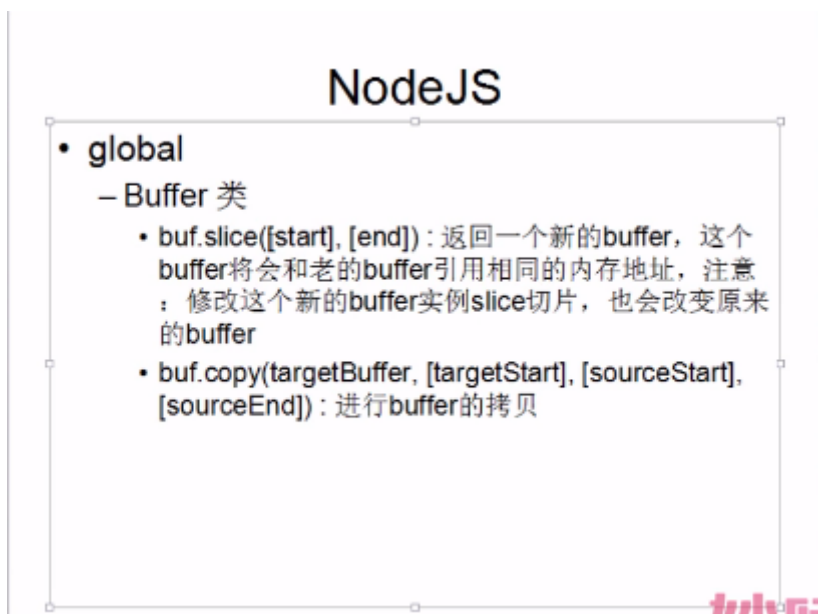 NodeJS
• global
– Buffer 类
• buf.slice([start], [end]) : 返回一个新的buffer，这个
buffer将会和老的buffer引用相同的内存地址，注意
：修改这个新的buffer实例slice切片，也会改变原来
的buffer
• buf.copy(targetBuffer, [targetStart], [sourceStart],
[sourceEnd]) : 进行buffer的拷贝